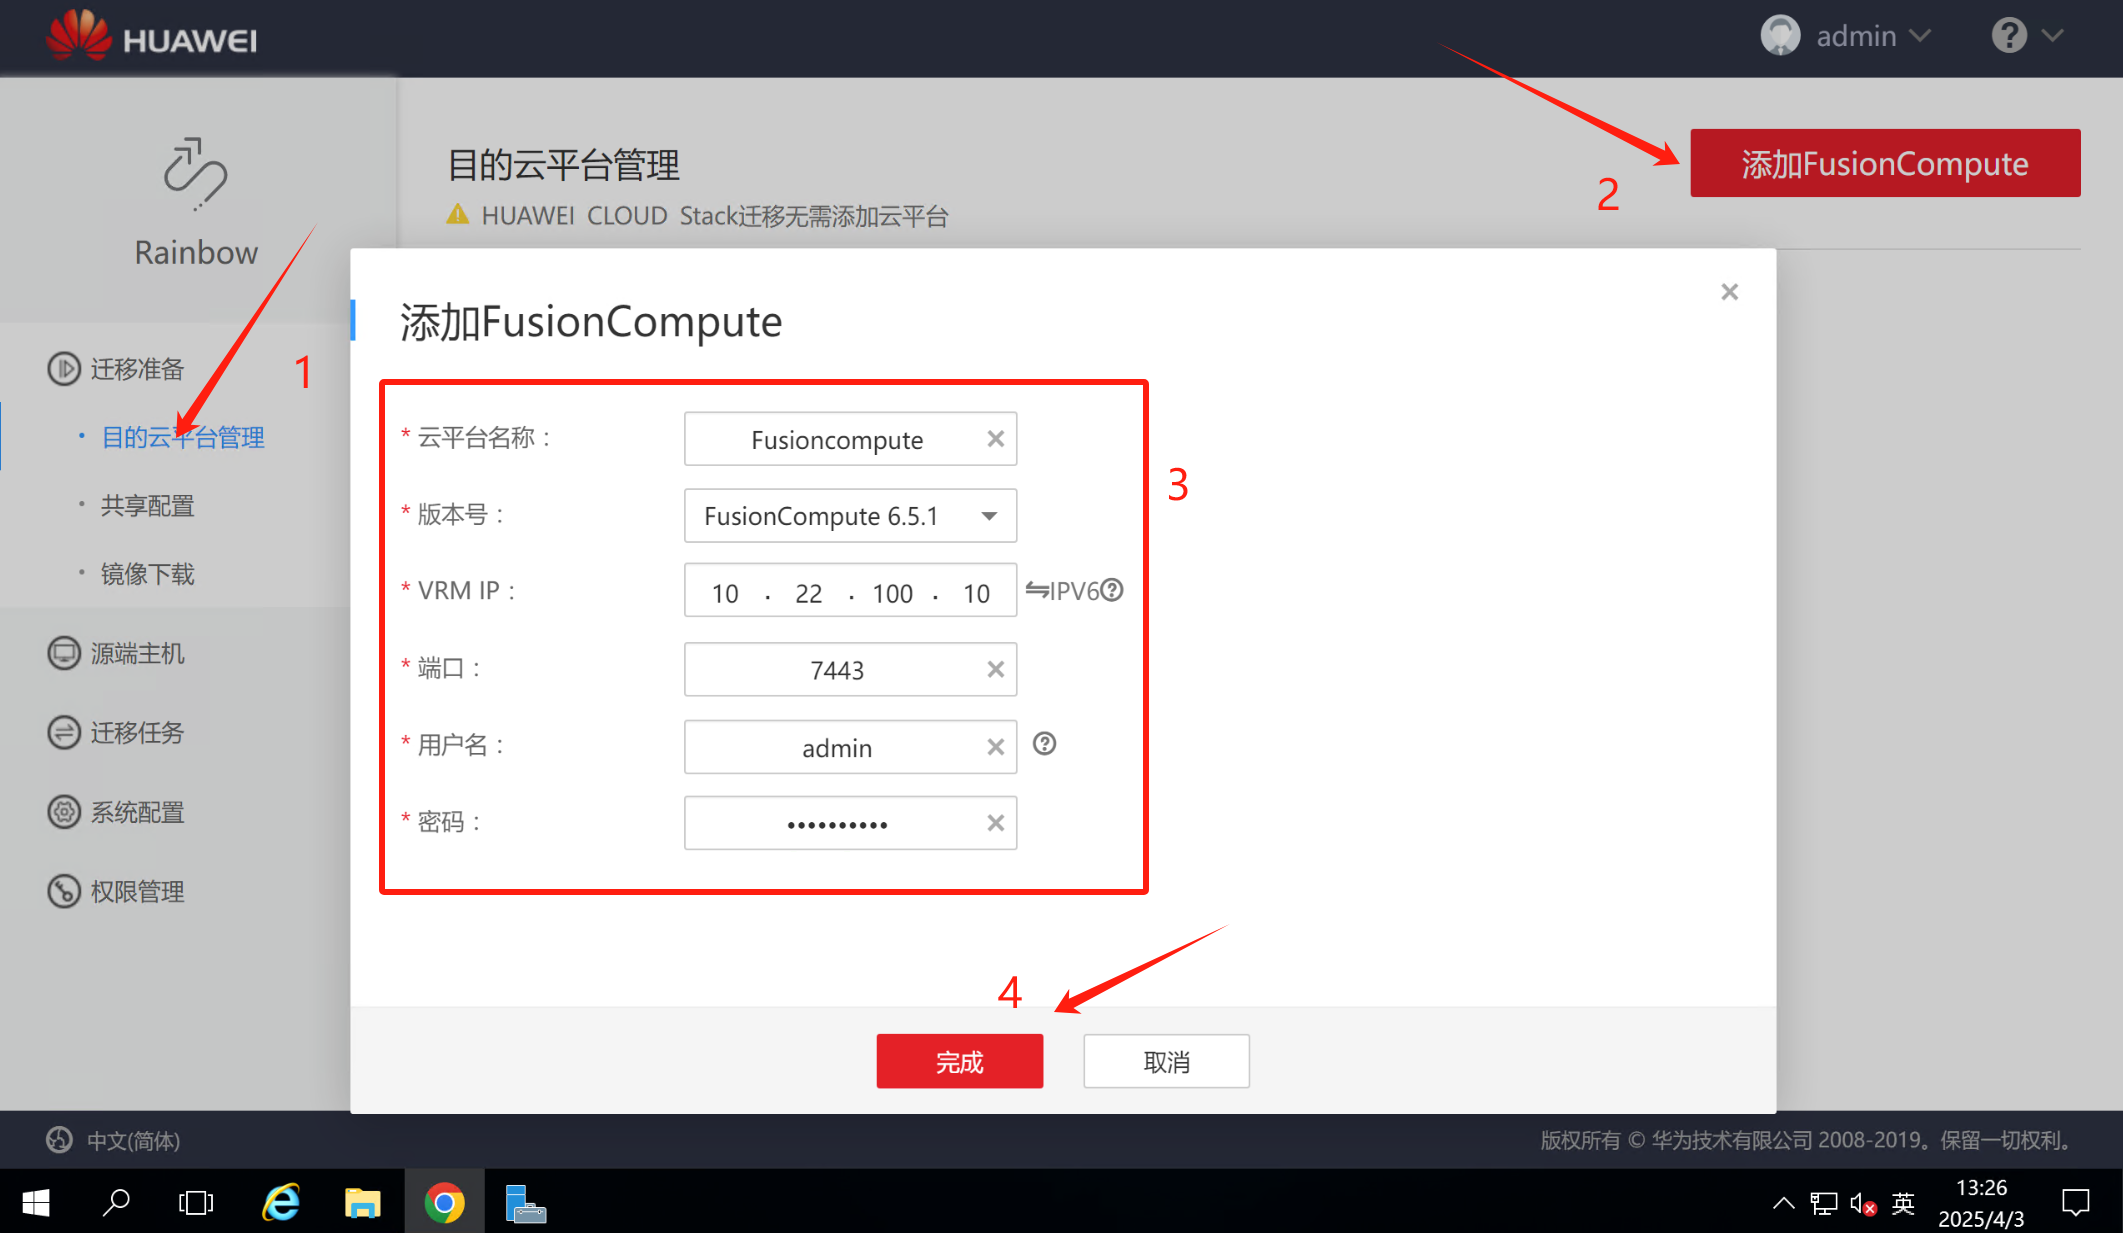 HUAWEI
admin
?
Rainbow
目的云平台管理
HUAWEI CLOUD Stack迁移无需添加云平台
添加FusionCompute
1
2
迁移准备
目的云平台管理
共享配置
镜像下载
源端主机
迁移任务
系统配置
权限管理
添加FusionCompute
* 云平台名称：
Fusioncompute
* 版本号：
FusionCompute 6.5.1
* VRM IP：
10 . 22 . 100 . 10
IPV6
* 端口：
7443
* 用户名：
admin
* 密码：
••••••••••
3
4
完成
取消
中文(简体)
版权所有 © 华为技术有限公司 2008-2019。保留一切权利。
英
13:26
2025/4/3